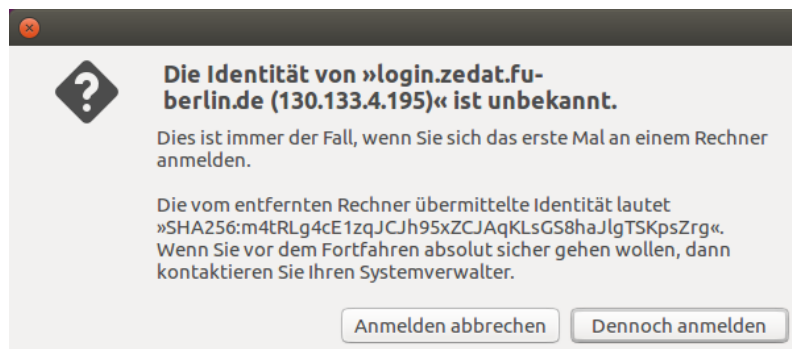 Die Identität von »login.zedat.fu-
berlin.de (130.133.4.195)« ist unbekannt.
Dies ist immer der Fall, wenn Sie sich das erste Mal an einem Rechner
anmelden.
Die vom entfernten Rechner übermittelte Identität lautet
»SHA256:m4tRLg4cE1zqJCJh95xZCJAqKLsGS8haJlgTSKpsZrg«.
Wenn Sie vor dem Fortfahren absolut sicher gehen wollen, dann
kontaktieren Sie Ihren Systemverwalter.
Anmelden abbrechen
Dennoch anmelden